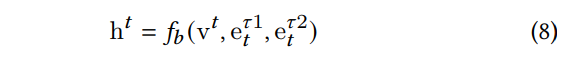 h^t = f_b(v^t, e_t^{τ1}, e_t^{τ2}) (8)